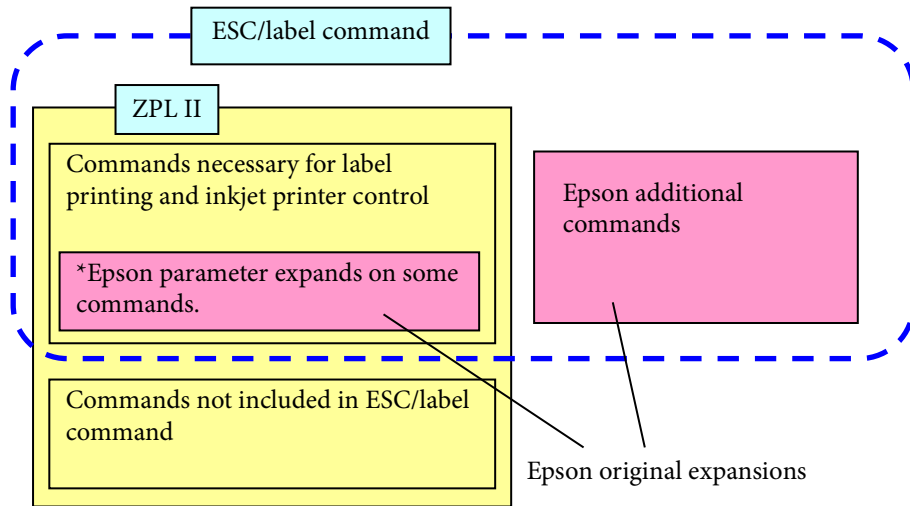 ESC/label command
ZPL II
Commands necessary for label
printing and inkjet printer control
*Epson parameter expands on some
commands.
Epson additional
commands
Commands not included in ESC/label
command
Epson original expansions